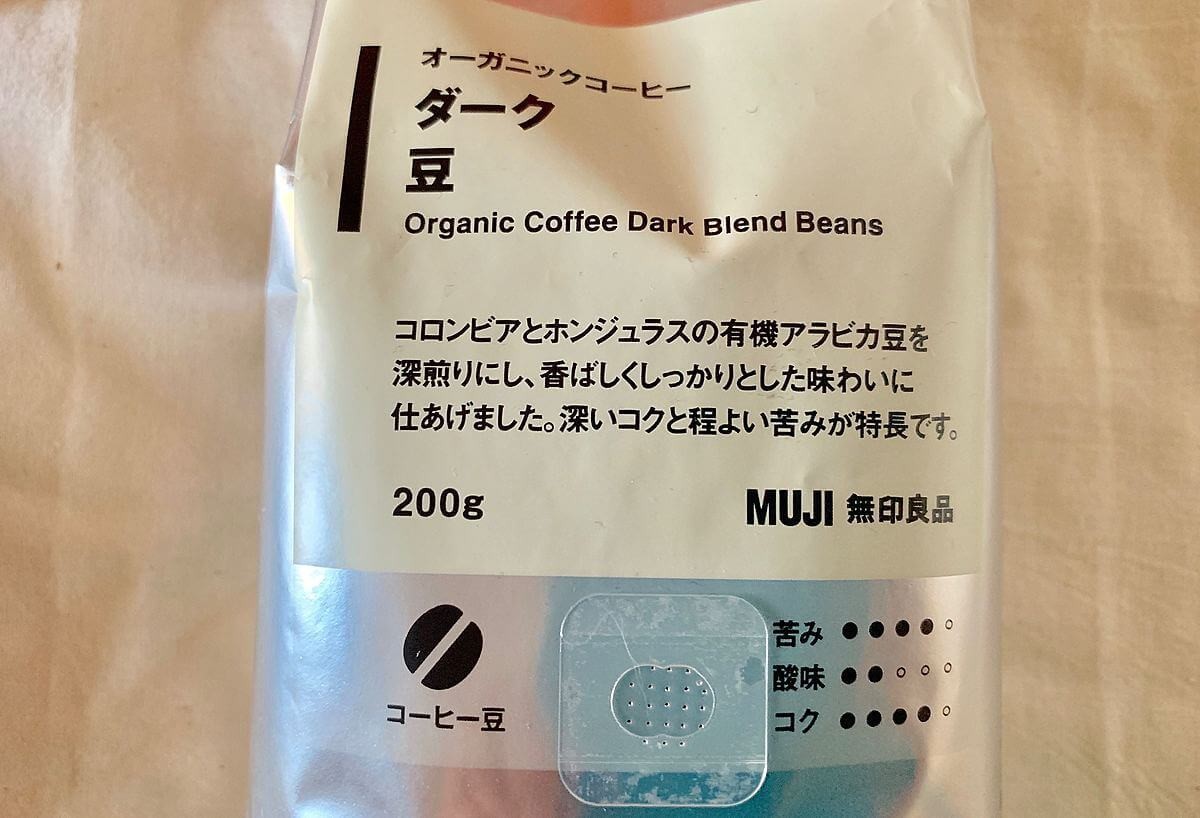 オーガニックコーヒー
ダーク
豆
Organic Coffee Dark Blend Beans
コロンビアとホンジュラスの有機アラビカ豆を
深煎りにし、香ばしくしっかりとした味わいに
仕あげました。深いコクと程よい苦みが特長です。
200g
MUJI 無印良品
コーヒー豆
苦み ●●●●○
酸味 ●●○○○
コク ●●●●○